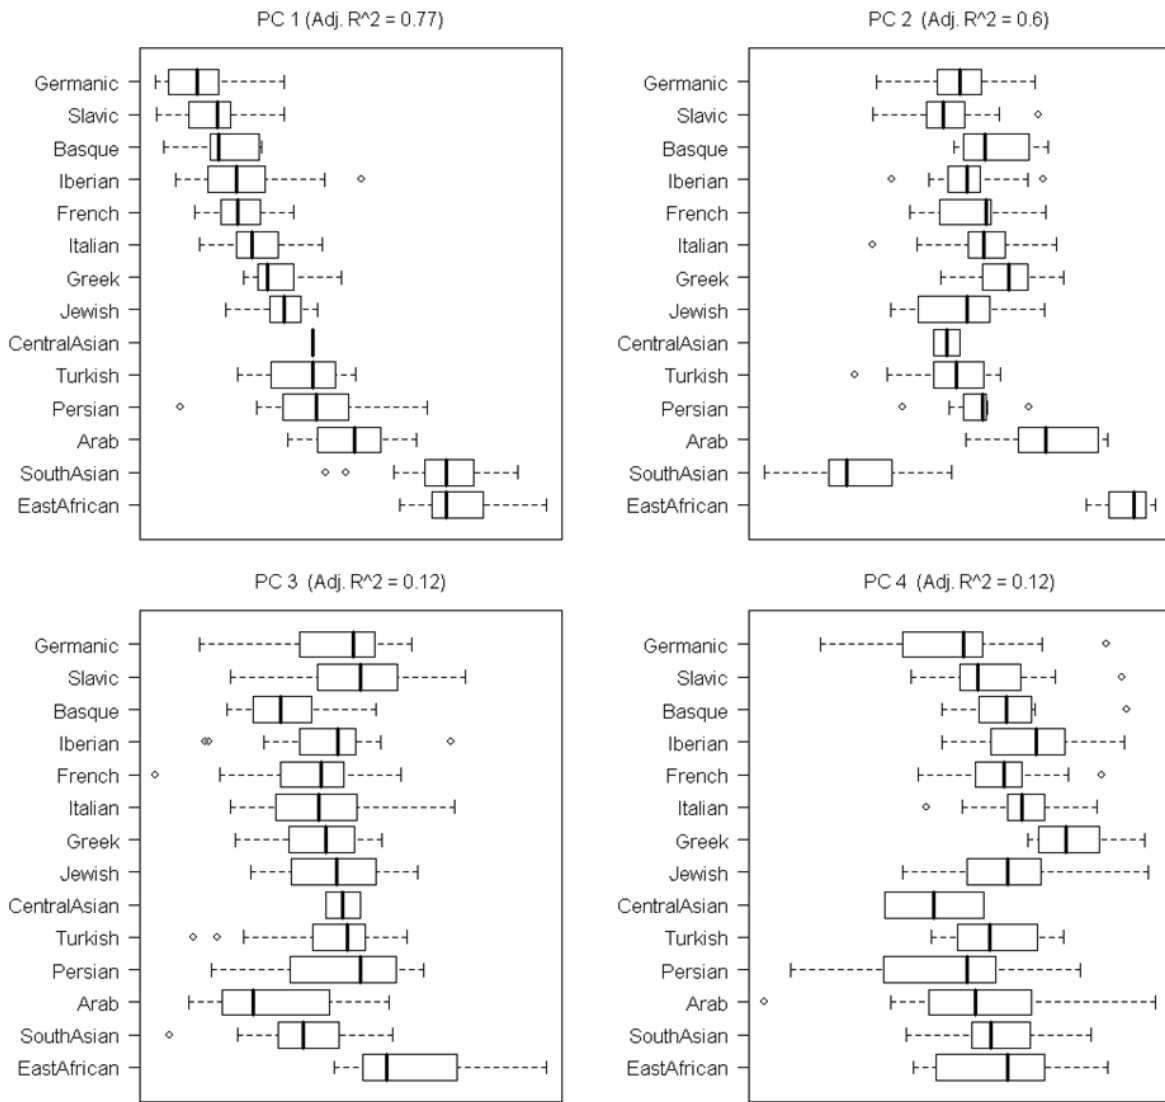 PC 1 (Adj. R^2 = 0.77)
Germanic
Slavic
Basque
Iberian
French
Italian
Greek
Jewish
CentralAsian
Turkish
Persian
Arab
SouthAsian
EastAfrican
PC 2 (Adj. R^2 = 0.6)
Germanic
Slavic
Basque
Iberian
French
Italian
Greek
Jewish
CentralAsian
Turkish
Persian
Arab
SouthAsian
EastAfrican
PC 3 (Adj. R^2 = 0.12)
Germanic
Slavic
Basque
Iberian
French
Italian
Greek
Jewish
CentralAsian
Turkish
Persian
Arab
SouthAsian
EastAfrican
PC 4 (Adj. R^2 = 0.12)
Germanic
Slavic
Basque
Iberian
French
Italian
Greek
Jewish
CentralAsian
Turkish
Persian
Arab
SouthAsian
EastAfrican